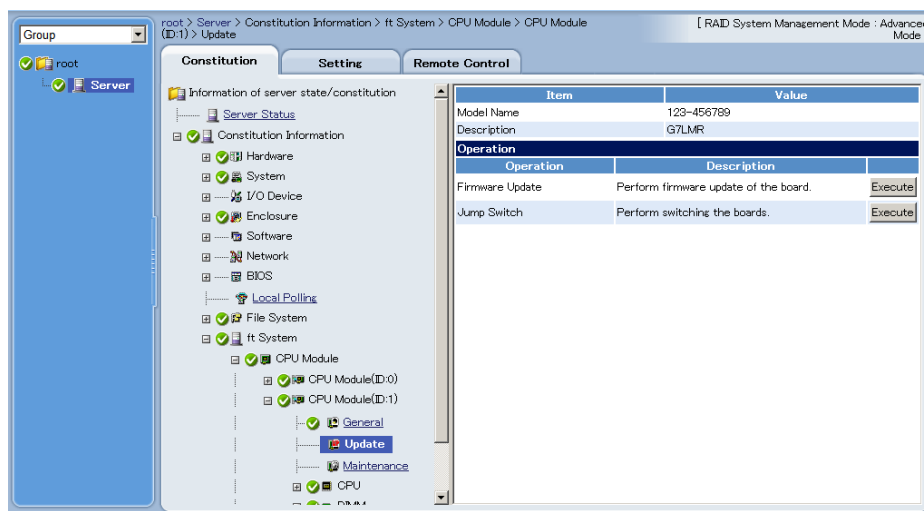 root > Server > Constitution Information > ft System > CPU Module > CPU Module
(ID:1) > Update
[ RAID System Management Mode : Advanced
Mode
Group
root
Server
Constitution
Setting
Remote Control
Information of server state/constitution
Server Status
Constitution Information
Hardware
System
I/O Device
Enclosure
Software
Network
BIOS
Local Polling
File System
ft System
CPU Module
CPU Module(ID:0)
CPU Module(ID:1)
General
Update
Maintenance
CPU
DIMM
Item Value
Model Name 123-456789
Description G7LMR
Operation
Operation Description
Firmware Update Perform firmware update of the board. Execute
Jump Switch Perform switching the boards. Execute